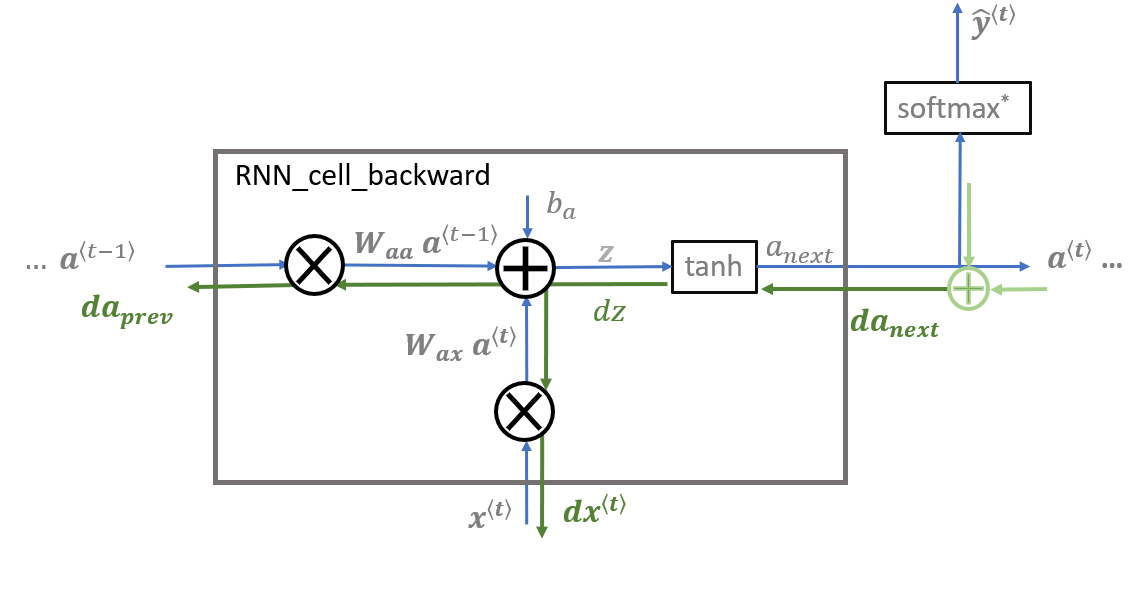 ŷ⟨t⟩
softmax*
RNN_cell_backward
b_a
... a⟨t−1⟩
W_aa a⟨t−1⟩
z
tanh
a_next
a⟨t⟩ ...
da_prev
dz
da_next
W_ax a⟨t⟩
x⟨t⟩
dx⟨t⟩